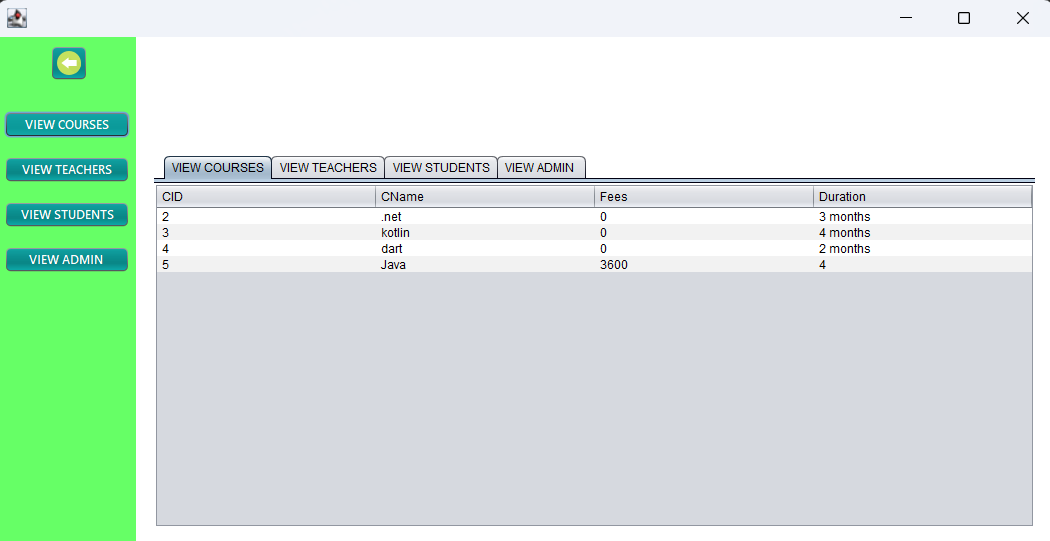 VIEW COURSES
VIEW TEACHERS
VIEW STUDENTS
VIEW ADMIN
VIEW COURSES VIEW TEACHERS VIEW STUDENTS VIEW ADMIN
CID CName Fees Duration
2 .net 0 3 months
3 kotlin 0 4 months
4 dart 0 2 months
5 Java 3600 4